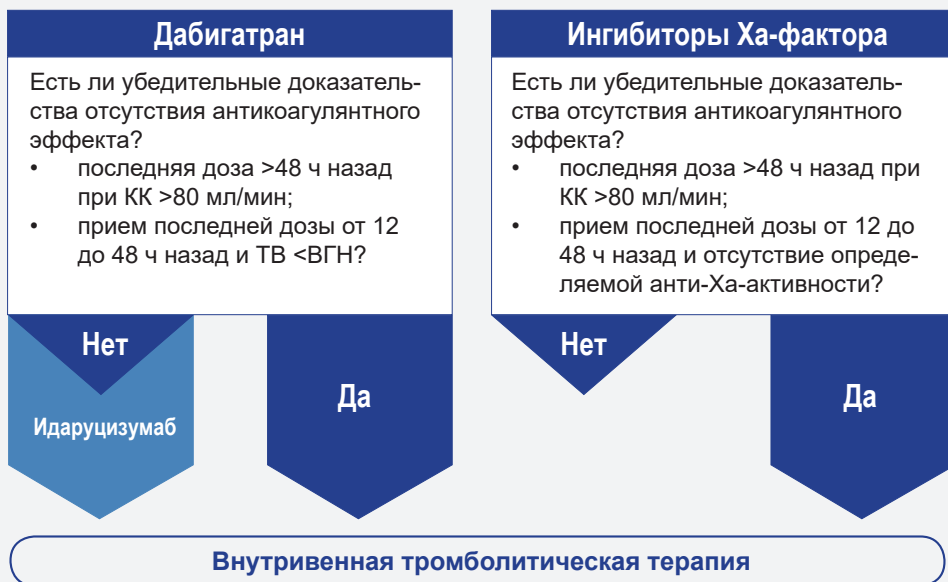 Дабигатран
Есть ли убедительные доказатель-
ства отсутствия антикоагулянтного
эффекта?
• последняя доза >48 ч назад
при КК >80 мл/мин;
• прием последней дозы от 12
до 48 ч назад и ТВ <ВГН?
Нет
Идаруцизумаб
Да
Ингибиторы Ха-фактора
Есть ли убедительные доказатель-
ства отсутствия антикоагулянтного
эффекта?
• последняя доза >48 ч назад при
КК >80 мл/мин;
• прием последней дозы от 12 до
48 ч назад и отсутствие опреде-
ляемой анти-Ха-активности?
Нет
Да
Внутривенная тромболитическая терапия